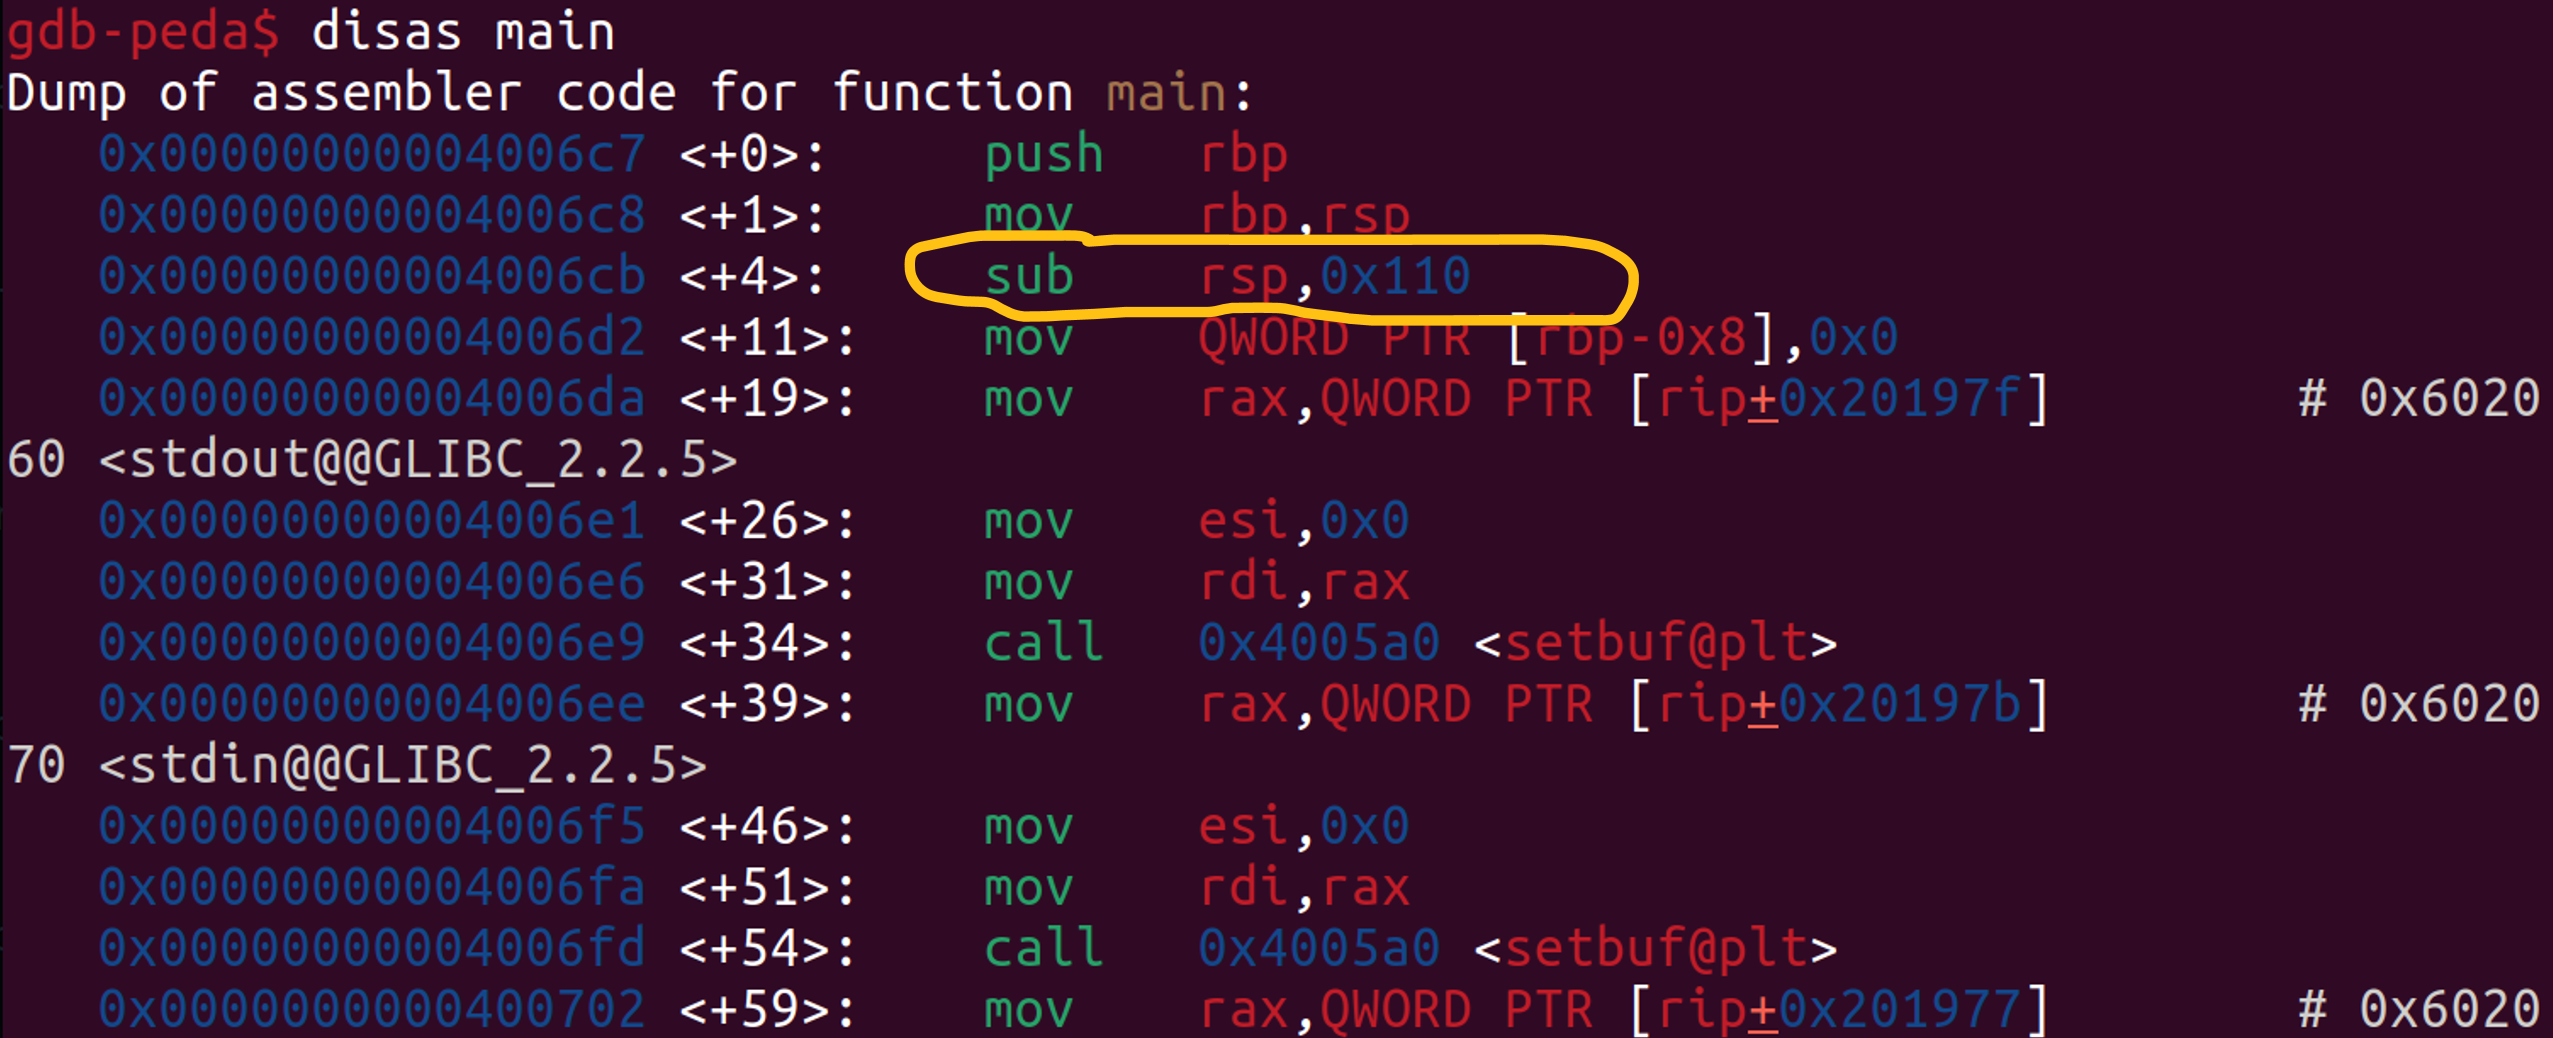 gdb-peda$ disas main
Dump of assembler code for function main:
   0x00000000004006c7 <+0>:     push   rbp
   0x00000000004006c8 <+1>:     mov    rbp,rsp
   0x00000000004006cb <+4>:     sub    rsp,0x110
   0x00000000004006d2 <+11>:    mov    QWORD PTR [rbp-0x8],0x0
   0x00000000004006da <+19>:    mov    rax,QWORD PTR [rip+0x20197f]        # 0x6020
60 <stdout@@GLIBC_2.2.5>
   0x00000000004006e1 <+26>:    mov    esi,0x0
   0x00000000004006e6 <+31>:    mov    rdi,rax
   0x00000000004006e9 <+34>:    call   0x4005a0 <setbuf@plt>
   0x00000000004006ee <+39>:    mov    rax,QWORD PTR [rip+0x20197b]        # 0x6020
70 <stdin@@GLIBC_2.2.5>
   0x00000000004006f5 <+46>:    mov    esi,0x0
   0x00000000004006fa <+51>:    mov    rdi,rax
   0x00000000004006fd <+54>:    call   0x4005a0 <setbuf@plt>
   0x0000000000400702 <+59>:    mov    rax,QWORD PTR [rip+0x201977]        # 0x6020